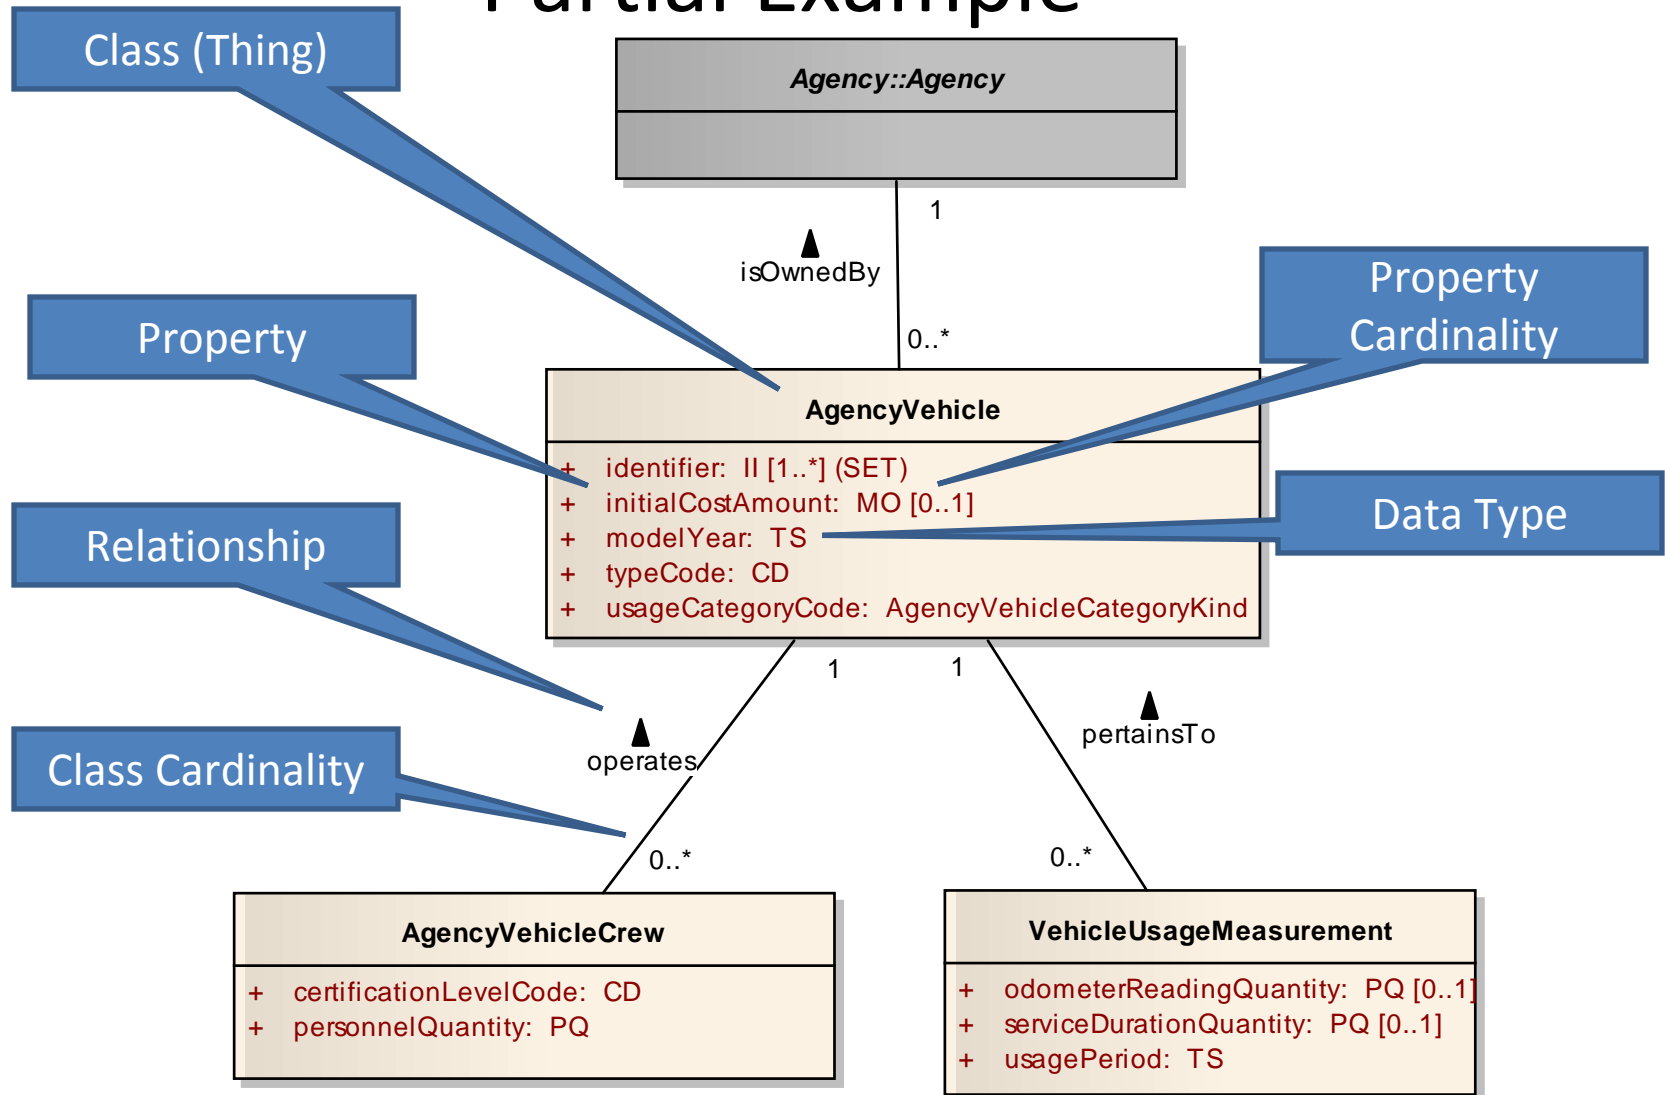 Partial Example
Class (Thing)
Agency::Agency
1
isOwnedBy
0..*
Property
Cardinality
Property
AgencyVehicle
+ identifier: II [1..*] (SET)
+ initialCostAmount: MO [0..1]
+ modelYear: TS
+ typeCode: CD
+ usageCategoryCode: AgencyVehicleCategoryKind
Data Type
Relationship
1
1
operates
pertainsTo
Class Cardinality
0..*
0..*
AgencyVehicleCrew
+ certificationLevelCode: CD
+ personnelQuantity: PQ
VehicleUsageMeasurement
+ odometerReadingQuantity: PQ [0..1]
+ serviceDurationQuantity: PQ [0..1]
+ usagePeriod: TS